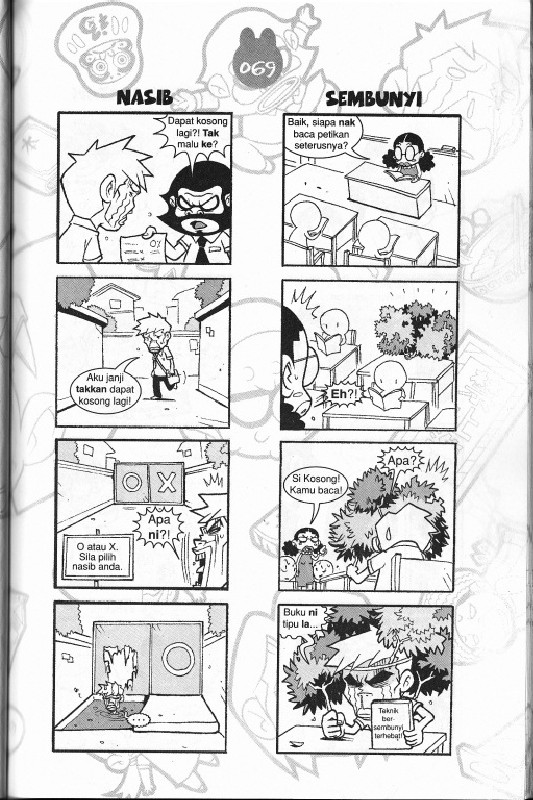 069
NASIB
Dapat kosong
lagi?! Tak
malu ke?
0%
Aku janji
takkan dapat
kosong lagi!
O X
Apa
ni?!
O atau X.
Sila pilih
nasib anda.
O
...
SEMBUNYI
Baik, siapa nak
baca petikan
seterusnya?
Eh?!
Apa?
Si Kosong!
Kamu baca!
Buku ni
tipu la...
Teknik
ber-
sembunyi
terhebat!